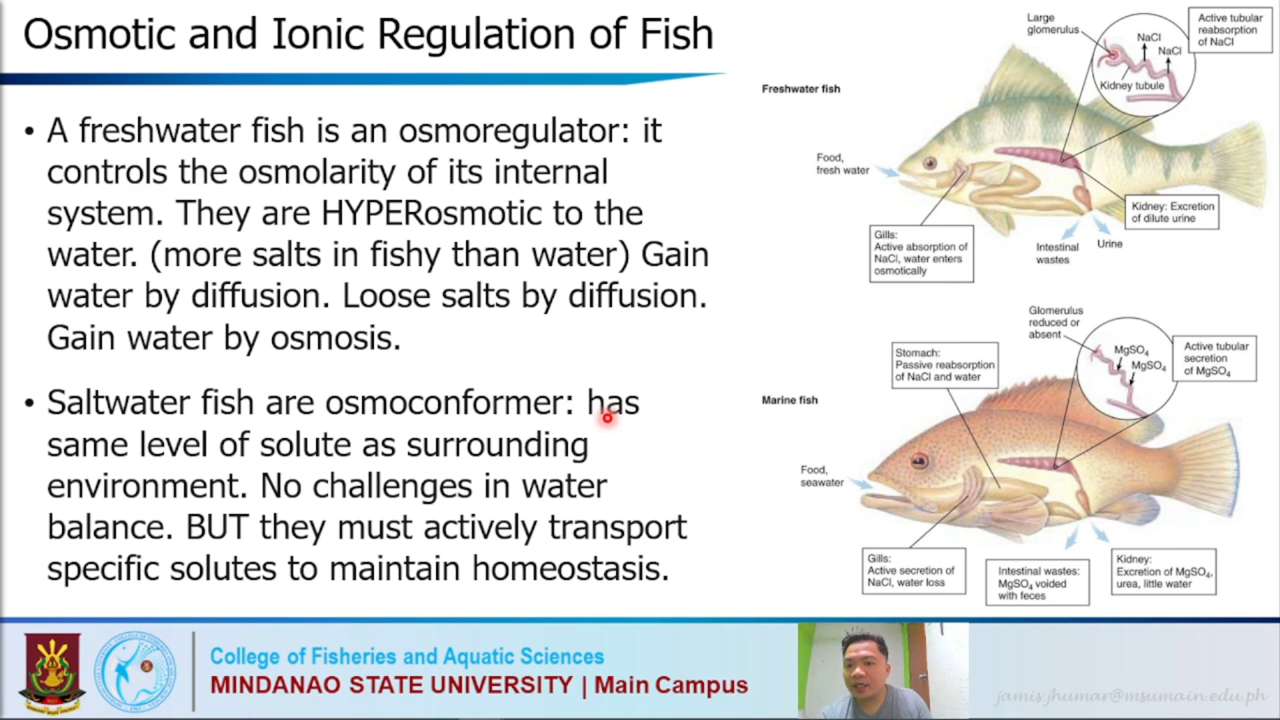 Osmotic and Ionic Regulation of Fish
• A freshwater fish is an osmoregulator: it
controls the osmolarity of its internal
system. They are HYPERosmotic to the
water. (more salts in fishy than water) Gain
water by diffusion. Loose salts by diffusion.
Gain water by osmosis.
• Saltwater fish are osmoconformer: has
same level of solute as surrounding
environment. No challenges in water
balance. BUT they must actively transport
specific solutes to maintain homeostasis.
Large
glomerulus
NaCl
NaCl
Kidney tubule
Active tubular
reabsorption
of NaCl
Freshwater fish
Food,
fresh water
Gills:
Active absorption of
NaCl, water enters
osmotically
Intestinal
wastes
Urine
Kidney: Excretion
of dilute urine
Glomerulus
reduced or
absent
MgSO₄
MgSO₄
Active tubular
secretion
of MgSO₄
Stomach:
Passive reabsorption
of NaCl and water
Marine fish
Food,
seawater
Gills:
Active secretion of
NaCl, water loss
Intestinal wastes:
MgSO₄ voided
with feces
Kidney:
Excretion of MgSO₄,
urea, little water
College of Fisheries and Aquatic Sciences
MINDANAO STATE UNIVERSITY | Main Campus
jamis.jhumar@msumain.edu.ph